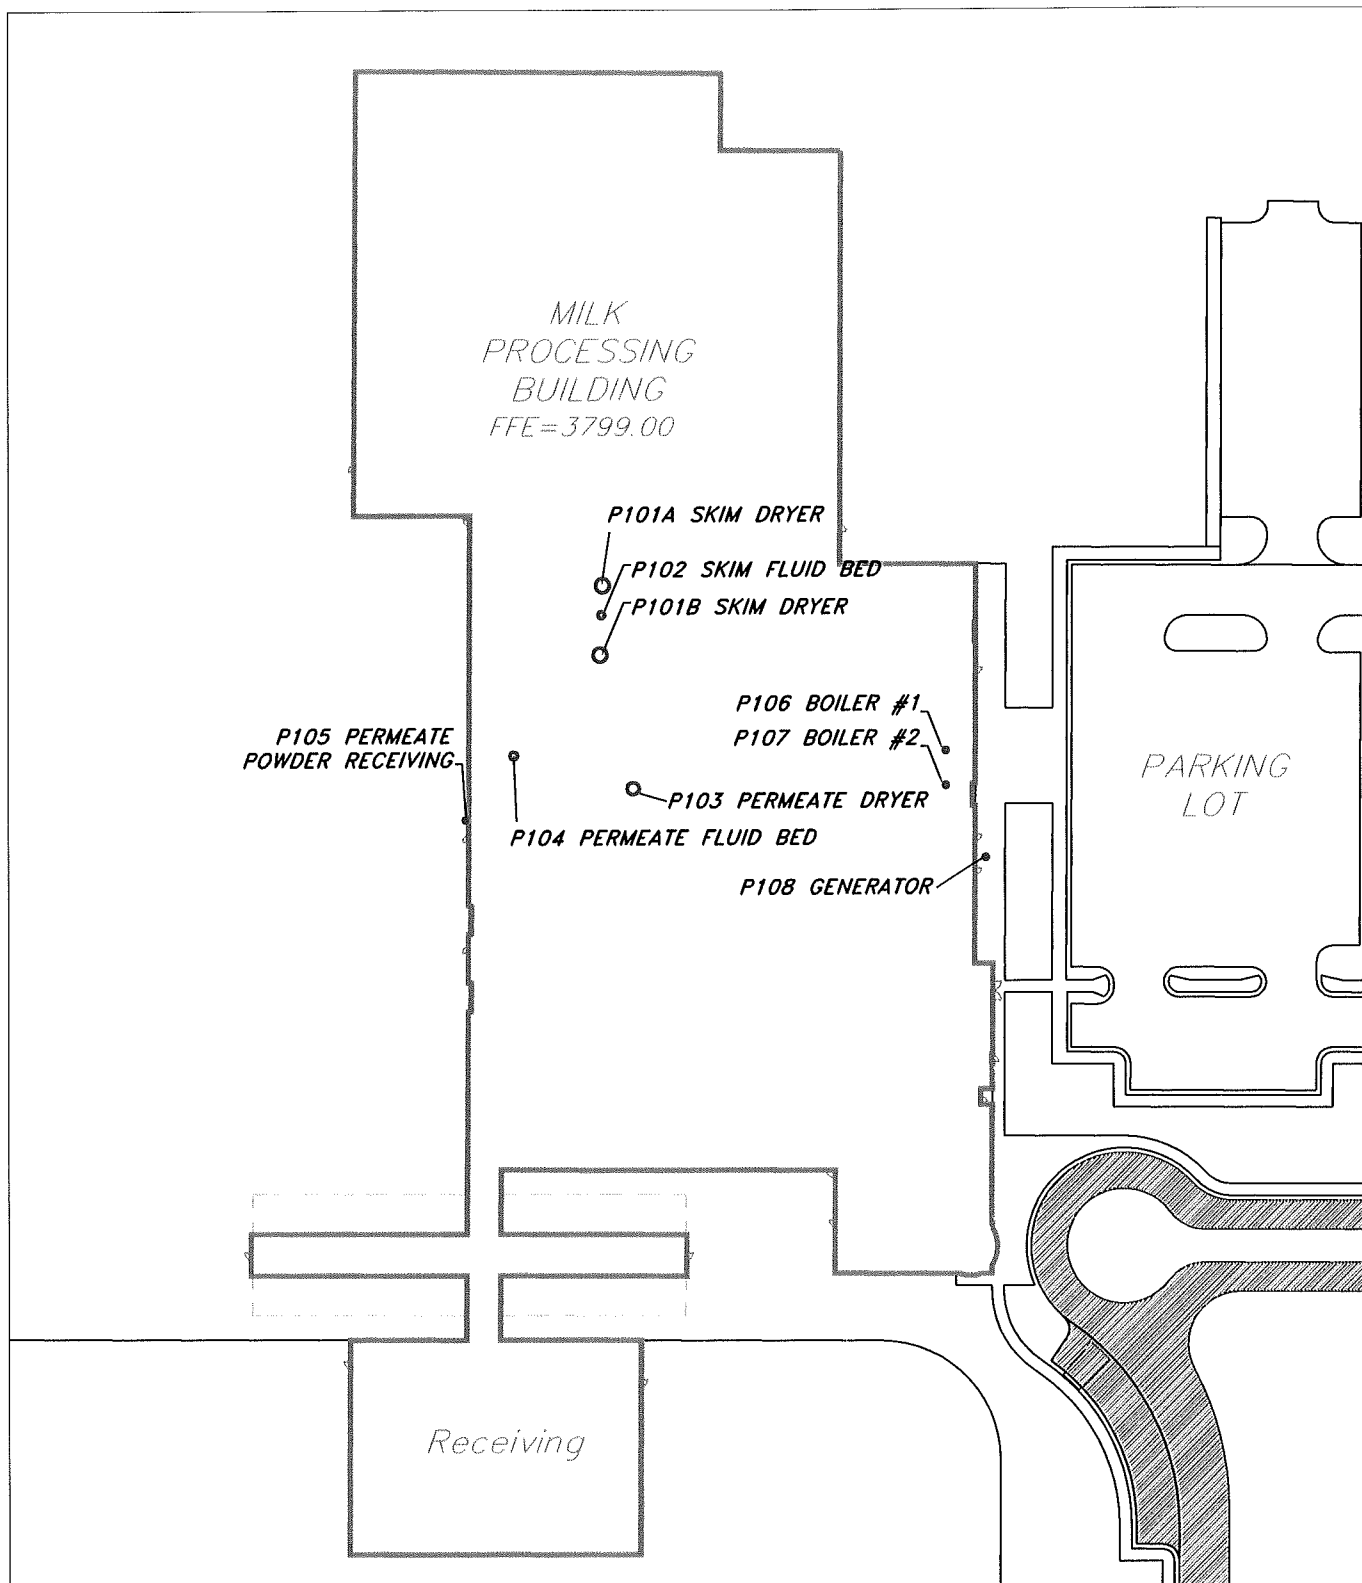 MILK
PROCESSING
BUILDING
FFE=3799.00
P101A SKIM DRYER
P102 SKIM FLUID BED
P101B SKIM DRYER
P106 BOILER #1
P107 BOILER #2
P105 PERMEATE
POWDER RECEIVING
P103 PERMEATE DRYER
P104 PERMEATE FLUID BED
P108 GENERATOR
PARKING
LOT
Receiving